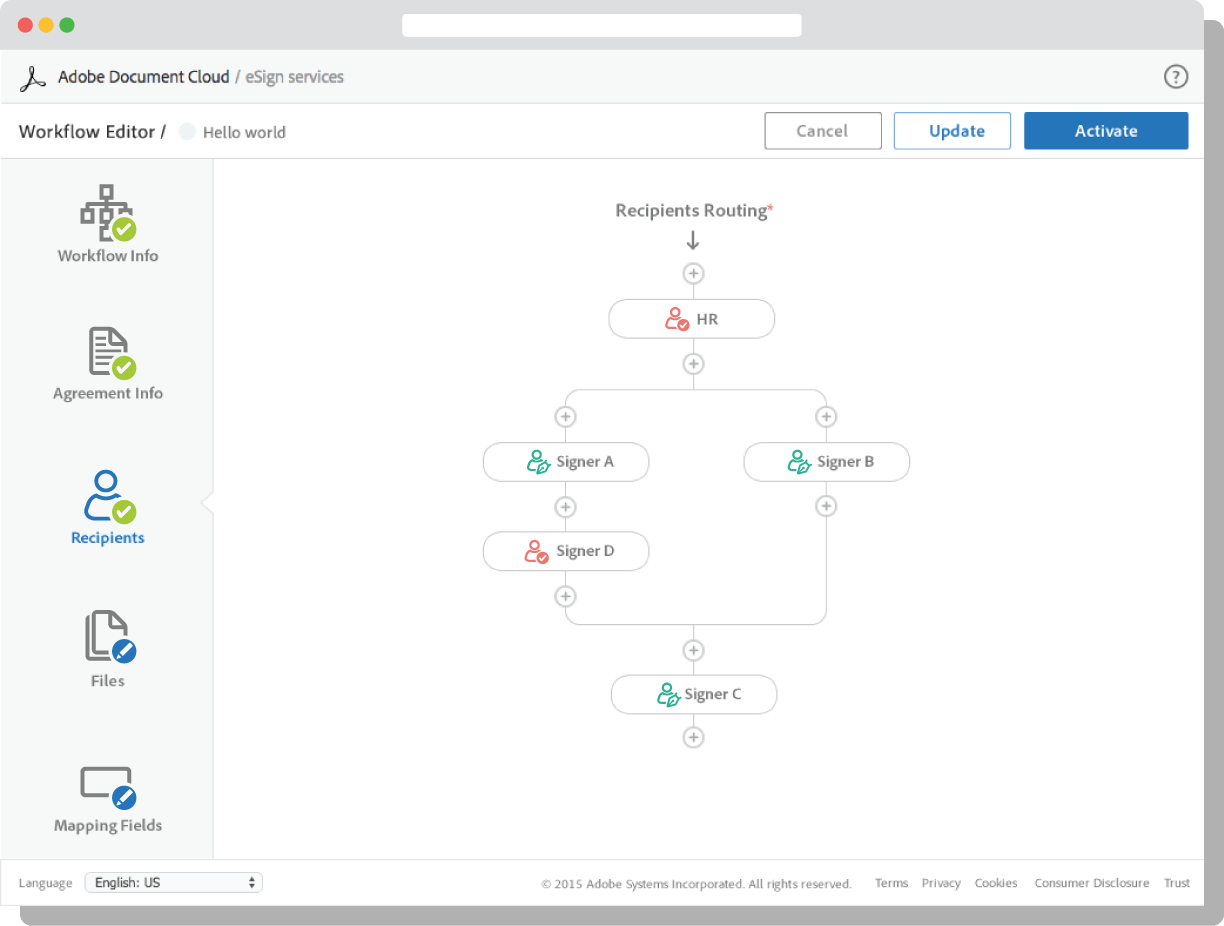 Adobe Document Cloud / eSign services
?
Workflow Editor / Hello world
Cancel
Update
Activate
Workflow Info
Agreement Info
Recipients
Files
Mapping Fields
Recipients Routing*
HR
Signer A
Signer B
Signer D
Signer C
Language
English: US
© 2015 Adobe Systems Incorporated. All rights reserved.
Terms
Privacy
Cookies
Consumer Disclosure
Trust